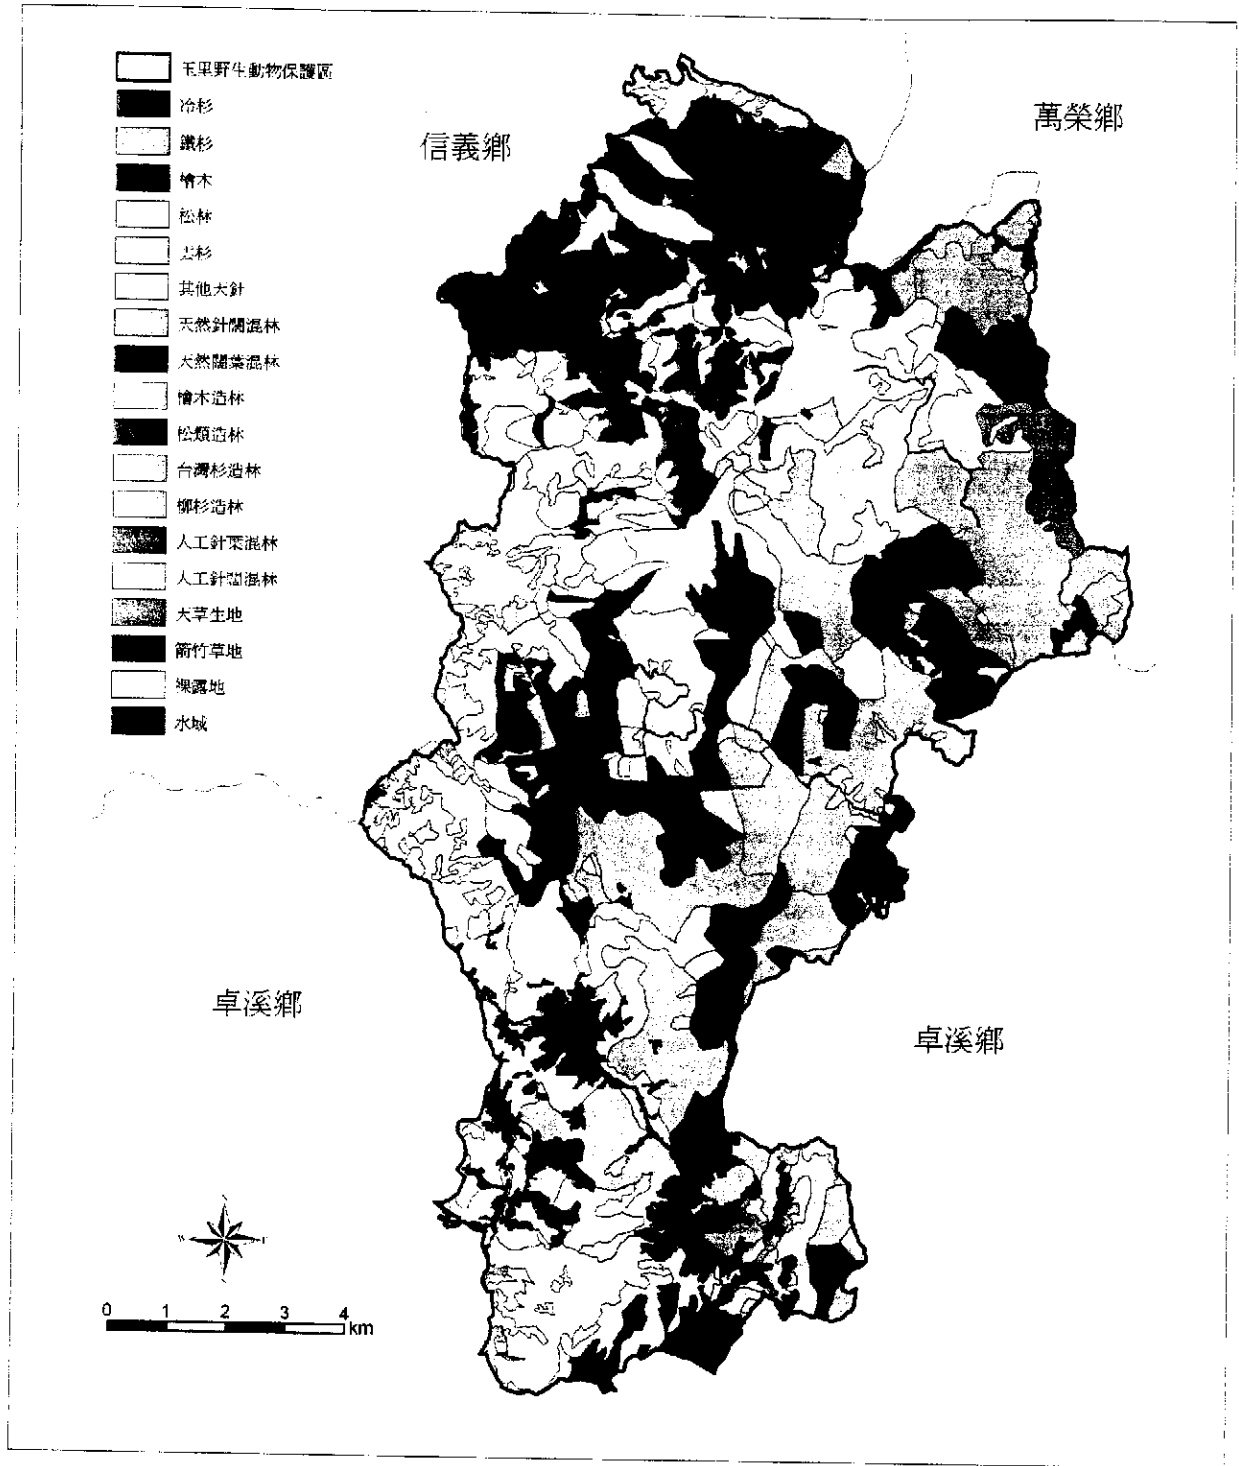 玉里野生動物保護區
冷杉
鐵杉
檜木
松林
雲杉
其他天針
天然針闊混林
天然闊葉混林
檜木造林
松類造林
台灣杉造林
柳杉造林
人工針葉混林
人工針闊混林
天草生地
箭竹草地
裸露地
水域
信義鄉
萬榮鄉
卓溪鄉
卓溪鄉
N
W E
S
0 1 2 3 4
km